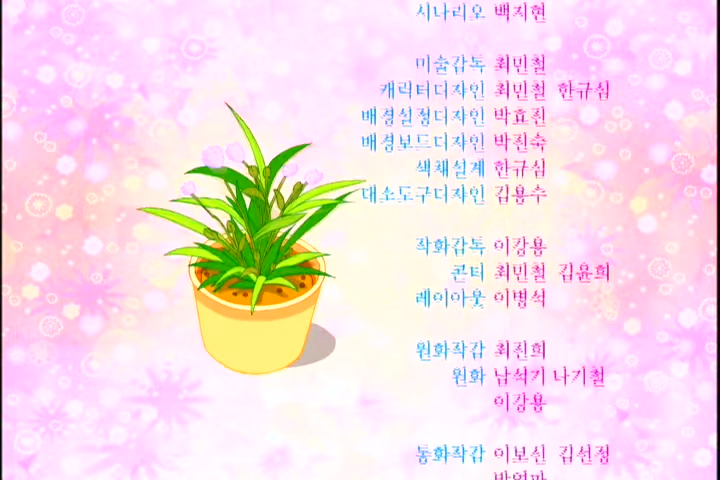 시나리오 백지현
미술감독 최민철
캐릭터디자인 최민철 한규심
배경설정디자인 박효진
배경보드디자인 박진숙
색채설계 한규심
대소도구디자인 김용수
작화감독 이강용
콘티 최민철 김윤희
레이아웃 이병석
원화작감 최진희
원화 남석기 나기철
이강용
동화작감 이보신 김선정